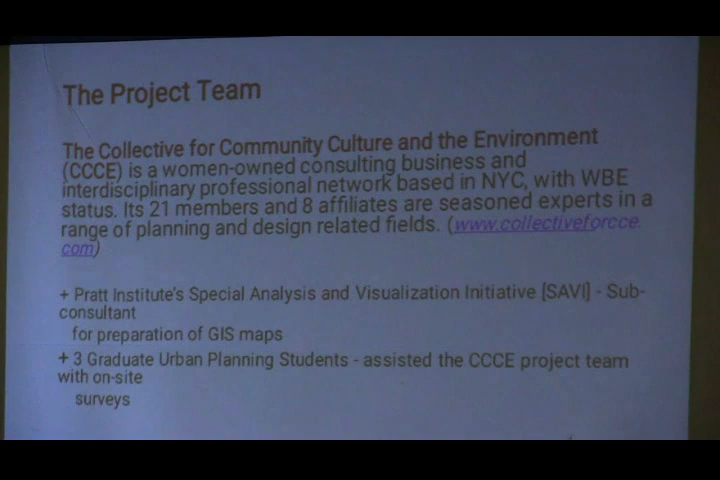 The Project Team
The Collective for Community Culture and the Environment
(CCCE) is a women-owned consulting business and
interdisciplinary professional network based in NYC, with WBE
status. Its 21 members and 8 affiliates are seasoned experts in a
range of planning and design related fields. (www.collectiveforcce.
com)
+ Pratt Institute's Special Analysis and Visualization Initiative [SAVI] - Sub-
consultant
for preparation of GIS maps
+ 3 Graduate Urban Planning Students - assisted the CCCE project team
with on-site
surveys